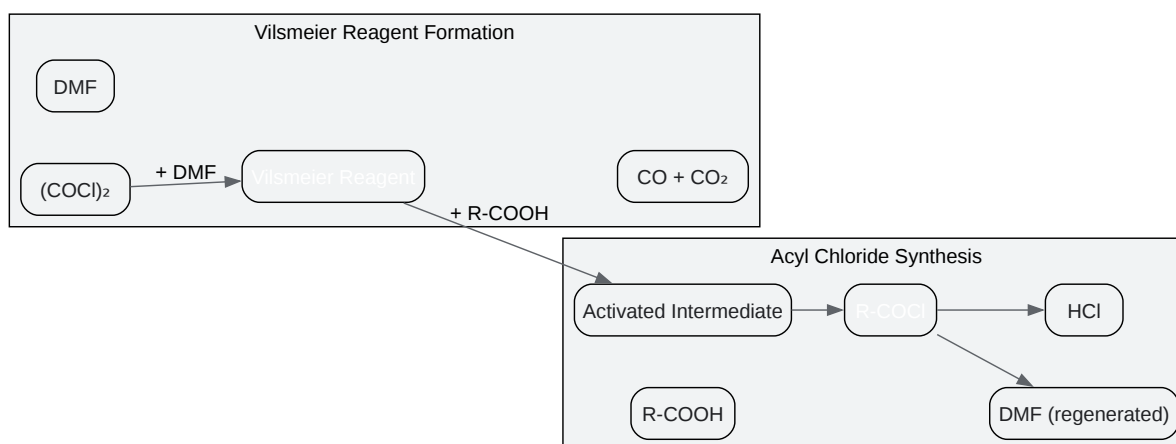 Vilsmeier Reagent Formation
DMF
(COCl)₂
+ DMF
Vilsmeier Reagent
CO + CO₂
+ R-COOH
Acyl Chloride Synthesis
Activated Intermediate
R-COCl
HCl
R-COOH
DMF (regenerated)